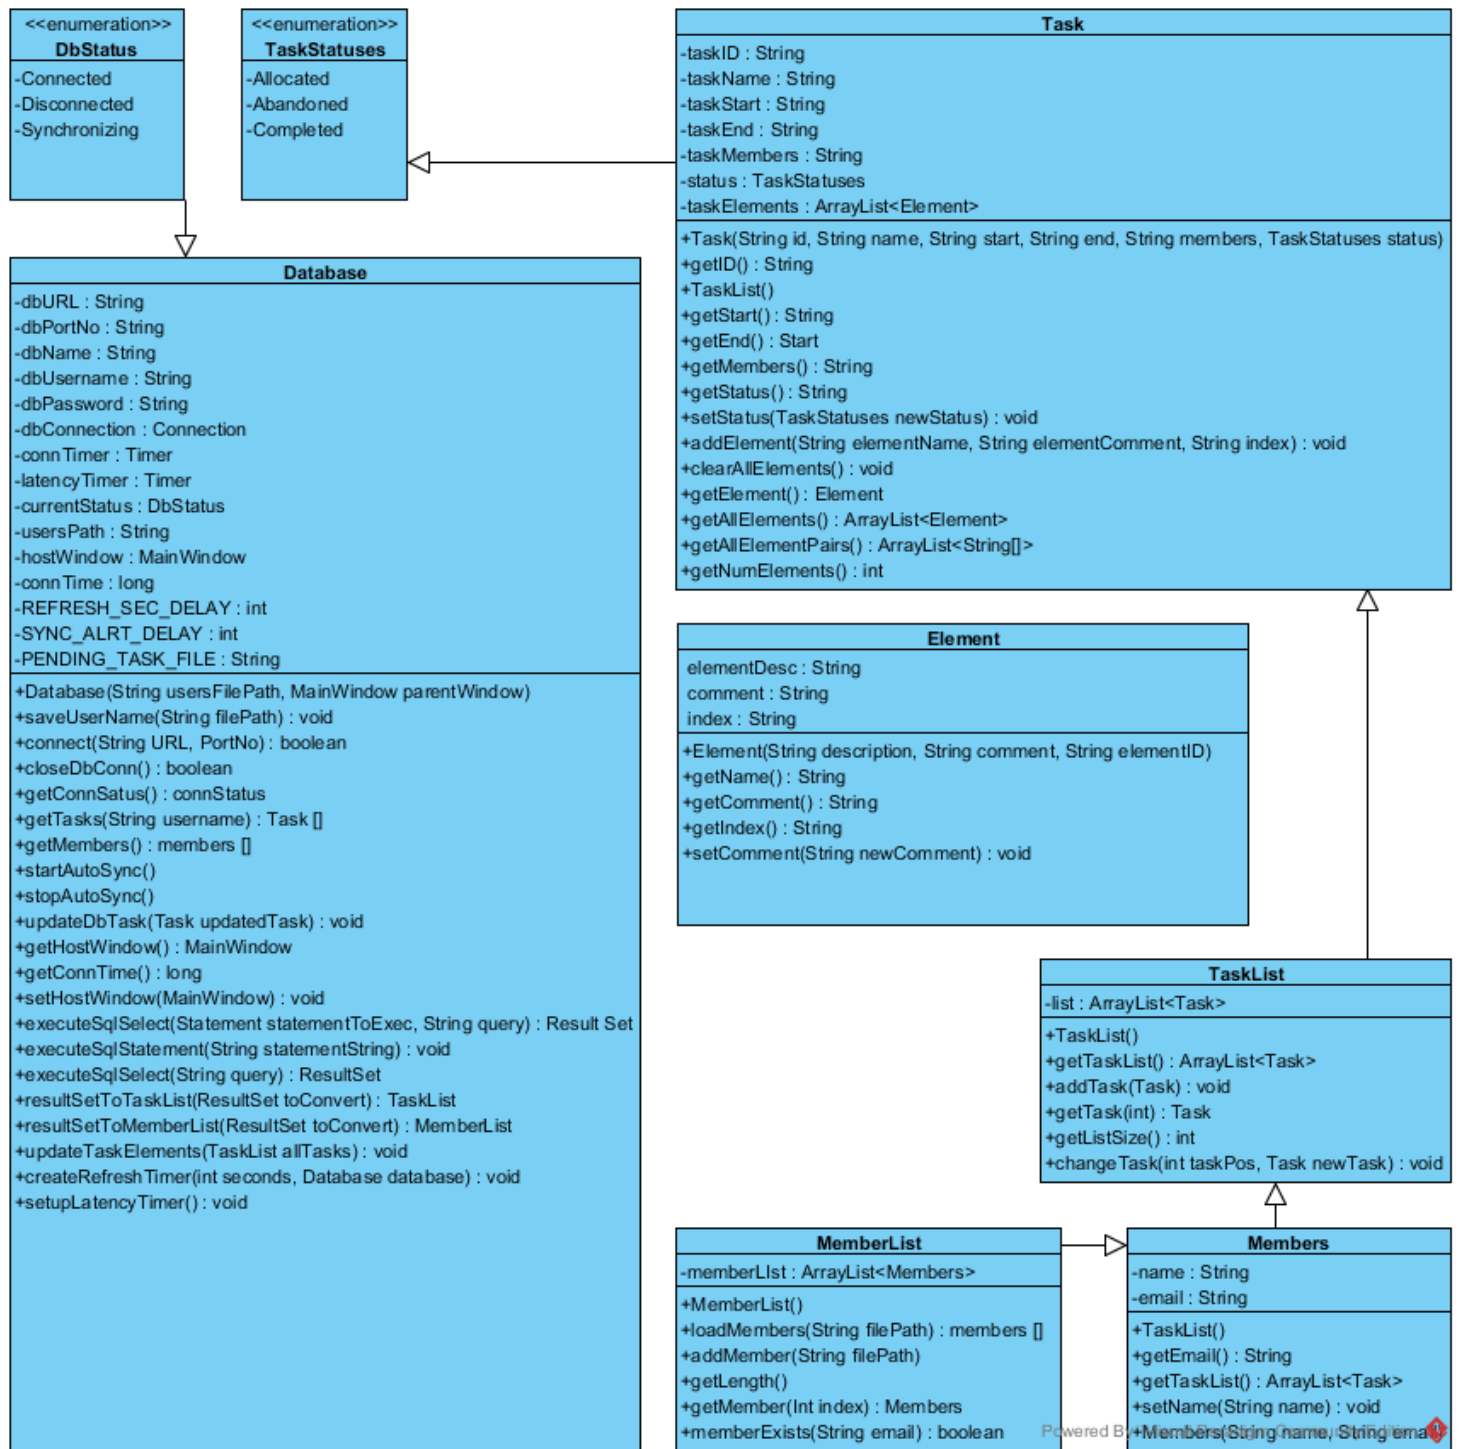 <<enumeration>>
DbStatus
-Connected
-Disconnected
-Synchronizing
<<enumeration>>
TaskStatuses
-Allocated
-Abandoned
-Completed
Task
-taskID : String
-taskName : String
-taskStart : String
-taskEnd : String
-taskMembers : String
-status : TaskStatuses
-taskElements : ArrayList<Element>
+Task(String id, String name, String start, String end, String members, TaskStatuses status)
+getID() : String
+TaskList()
+getStart() : String
+getEnd() : Start
+getMembers() : String
+getStatus() : String
+setStatus(TaskStatuses newStatus) : void
+addElement(String elementName, String elementComment, String index) : void
+clearAllElements() : void
+getElement() : Element
+getAllElements() : ArrayList<Element>
+getAllElementPairs() : ArrayList<String[]>
+getNumElements() : int
Database
-dbURL : String
-dbPortNo : String
-dbName : String
-dbUsername : String
-dbPassword : String
-dbConnection : Connection
-connTimer : Timer
-latencyTimer : Timer
-currentStatus : DbStatus
-usersPath : String
-hostWindow : MainWindow
-connTime : long
-REFRESH_SEC_DELAY : int
-SYNC_ALRT_DELAY : int
-PENDING_TASK_FILE : String
+Database(String usersFilePath, MainWindow parentWindow)
+saveUserName(String filePath) : void
+connect(String URL, PortNo) : boolean
+closeDbConn() : boolean
+getConnSatus() : connStatus
+getTasks(String username) : Task []
+getMembers() : members []
+startAutoSync()
+stopAutoSync()
+updateDbTask(Task updatedTask) : void
+getHostWindow() : MainWindow
+getConnTime() : long
+setHostWindow(MainWindow) : void
+executeSqlSelect(Statement statementToExec, String query) : Result Set
+executeSqlStatement(String statementString) : void
+executeSqlSelect(String query) : ResultSet
+resultSetToTaskList(ResultSet toConvert) : TaskList
+resultSetToMemberList(ResultSet toConvert) : MemberList
+updateTaskElements(TaskList allTasks) : void
+createRefreshTimer(int seconds, Database database) : void
+setupLatencyTimer() : void
Element
elementDesc : String
comment : String
index : String
+Element(String description, String comment, String elementID)
+getName() : String
+getComment() : String
+getIndex() : String
+setComment(String newComment) : void
TaskList
-list : ArrayList<Task>
+TaskList()
+getTaskList() : ArrayList<Task>
+addTask(Task) : void
+getTask(int) : Task
+getListSize() : int
+changeTask(int taskPos, Task newTask) : void
MemberList
-memberLIst : ArrayList<Members>
+MemberList()
+loadMembers(String filePath) : members []
+addMember(String filePath)
+getLength()
+getMember(Int index) : Members
+memberExists(String email) : boolean
Members
-name : String
-email : String
+TaskList()
+getEmail() : String
+getTaskList() : ArrayList<Task>
+setName(String name) : void
+Members(String name, String email)
Powered By